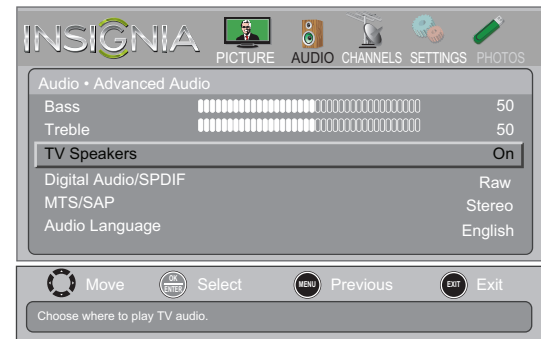 INSIGNIA
PICTURE AUDIO CHANNELS SETTINGS PHOTOS
Audio • Advanced Audio
Bass 50
Treble 50
TV Speakers On
Digital Audio/SPDIF Raw
MTS/SAP Stereo
Audio Language English
Move OK ENTER Select MENU Previous EXIT Exit
Choose where to play TV audio.